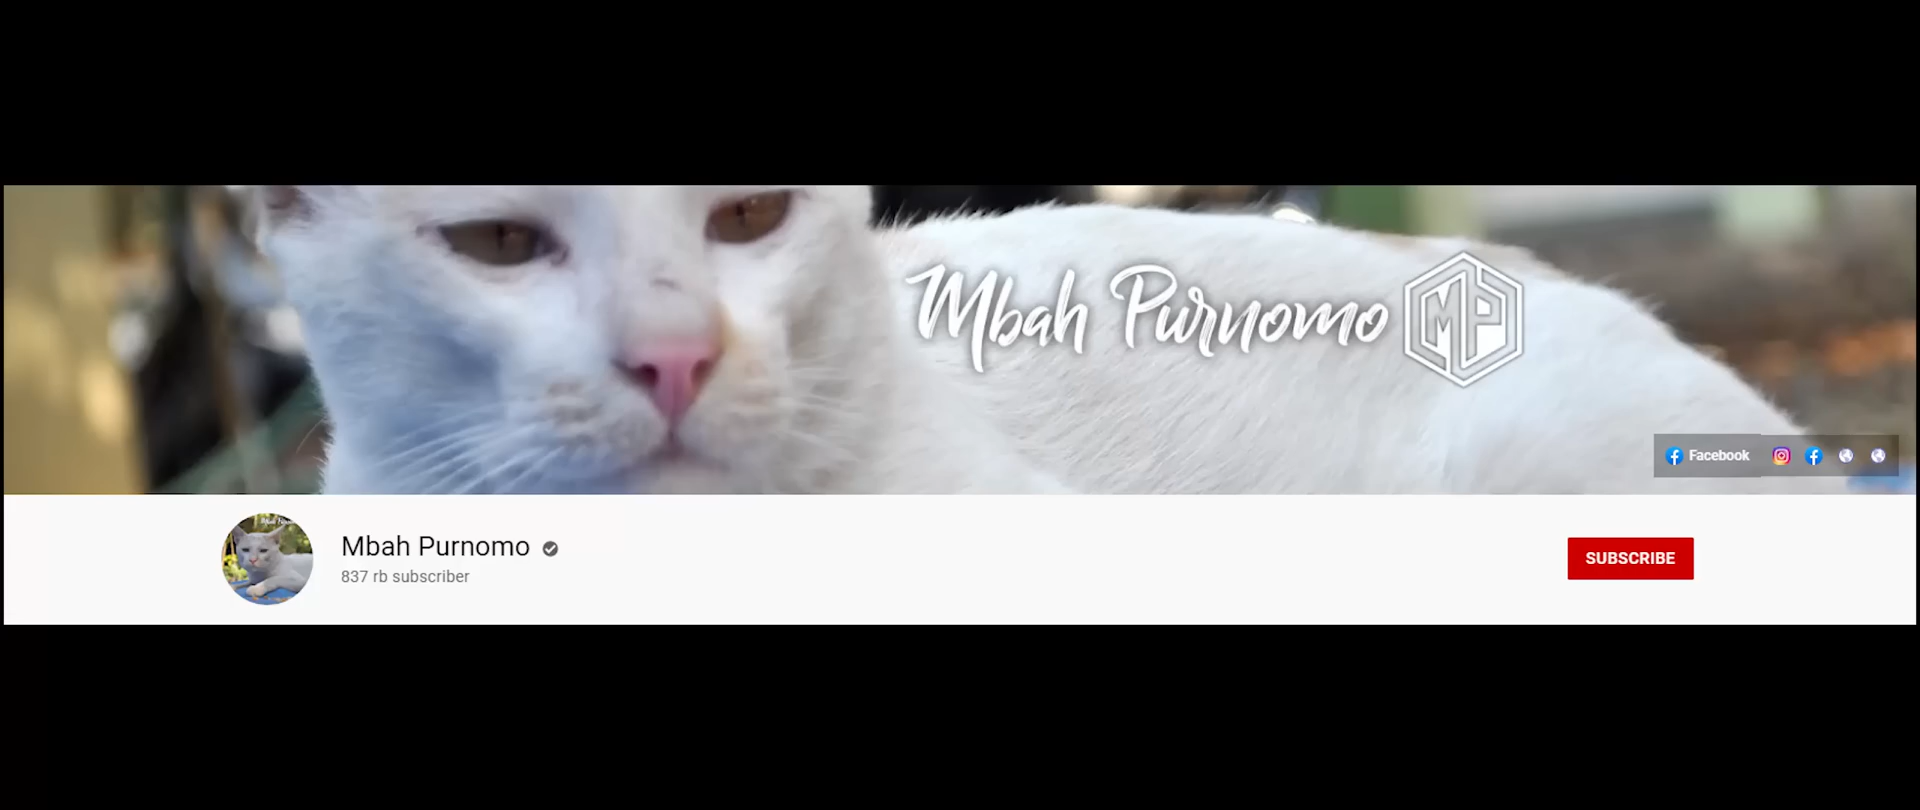 Mbah Purnomo MP
Facebook
Mbah Purnomo
837 rb subscriber
SUBSCRIBE